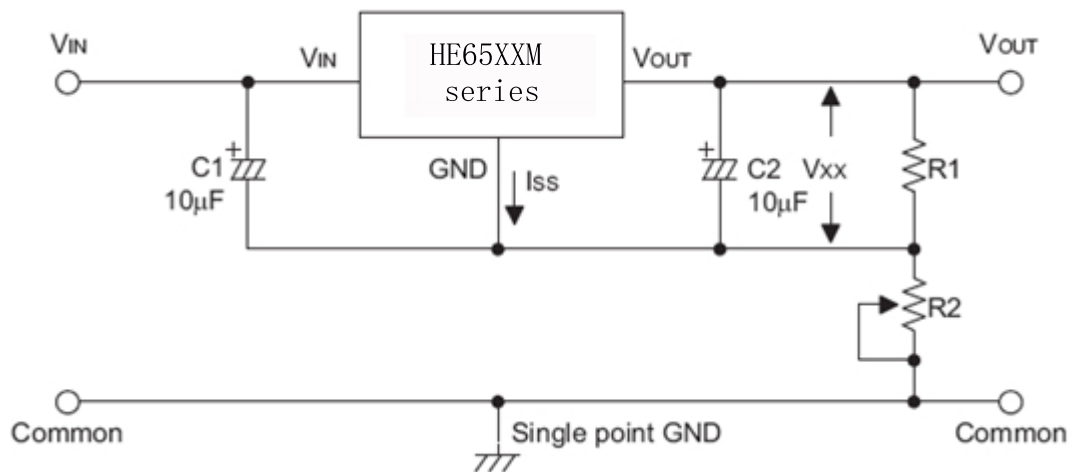 VIN
VIN
HE65XXM
series
VOUT
VOUT
C1
10μF
GND
ISS
C2
10μF
VXX
R1
R2
Common
Single point GND
Common